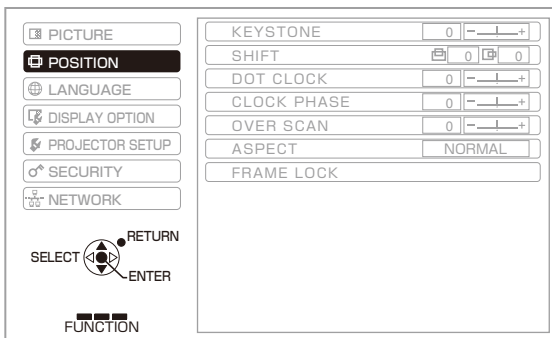 PICTURE
POSITION
LANGUAGE
DISPLAY OPTION
PROJECTOR SETUP
SECURITY
NETWORK
RETURN
SELECT
ENTER
FUNCTION
KEYSTONE 0 - +
SHIFT 0 0
DOT CLOCK 0 - +
CLOCK PHASE 0 - +
OVER SCAN 0 - +
ASPECT NORMAL
FRAME LOCK